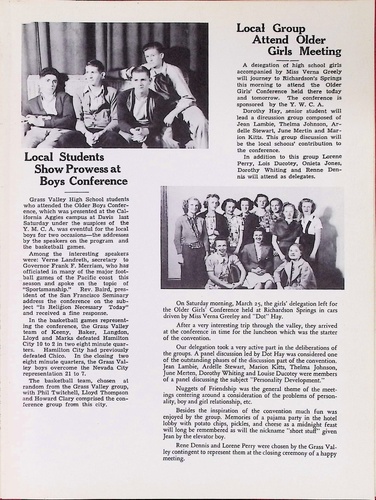 Local Students
Show Prowess at
Boys Conference
Grass Valley High School students
who attended the Older Boys Confer-
ence, which was presented at the Cal-
ifornia Aggies campus at Davis last
Saturday under the auspices of the
Y. M. C. A. was eventful for the local
boys for two occasions—the addresses
by the speakers on the program and
the basketball games.
Among the interesting speakers
were: Verne Landreth, secretary to
Governor Frank F. Merriam, who has
officiated in many of the major foot-
ball games of the Pacific coast this
season and spoke on the topic of
"Sportsmanship." Rev. Baird, pres-
ident of the San Francisco Seminary
address the conference on the sub-
ject "Is Religion Necessary Today"
and received a fine response.
In the basketball games represent-
ing the conference, the Grass Valley
team of Keeny, Baker, Langdon,
Lloyd and Marks defeated Hamilton
City 10 to 2 in two eight minute quar-
ters. Hamilton City had previously
defeated Chico. In the closing two
eight minute quarters, the Grass Val-
ley boys overcome the Nevada City
representation 21 to 7.
The basketball team, chosen at
random from the Grass Valley group,
with Phil Twitchell, Lloyd Thompson
and Howard Clary comprised the con-
ference group from this city.
Local Group
Attend Older
Girls Meeting
A delegation of high school girls
accompanied by Miss Verna Greely
will journey to Richardson's Springs
this morning to attend the Older
Girls' Conference held there today
and tomorrow. The conference is
sponsored by the Y. W. C. A.
Dorothy Hay, senior student will
lead a discussion group composed of
Jean Lambie, Thelma Johnson, Ar-
delle Stewart, June Mertin and Mar-
ion Kitts. This group discussion will
be the local schools' contribution to
the conference.
In addition to this group Lorene
Perry, Lois Ducotey, Onieta Jones,
Dorothy Whiting and Renne Den-
nis will attend as delegates.
On Saturday morning, March 25, the girls' delegation left for
the Older Girls' Conference held at Richardson Springs in cars
driven by Miss Verna Greeley and "Dot" Hay.
After a very interesting trip through the valley, they arrived
at the conference in time for the luncheon which was the starter
of the convention.
Our delegation took a very active part in the deliberations of
the groups. A panel discussion led by Dot Hay was considered one
of the outstanding phases of the discussion part of the convention.
Jean Lambie, Ardelle Stewart, Marion Kitts, Thelma Johnson,
June Merten, Dorothy Whiting and Louise Ducotey were members
of a panel discussing the subject "Personality Development."
Nuggets of Friendship was the general theme of the meet-
ings centering around a consideration of the problems of person-
ality, boy and girl relationship, etc.
Besides the inspiration of the convention much fun was
enjoyed by the group. Memories of a pajama party in the hotel
lobby with potato chips, pickles, and cheese as a midnight feast
will long be remembered as will the nickname "short stuff" given
Jean by the elevator boy.
Rene Dennis and Lorene Perry were chosen by the Grass Val-
ley contingent to represent them at the closing ceremony of a happy
meeting.